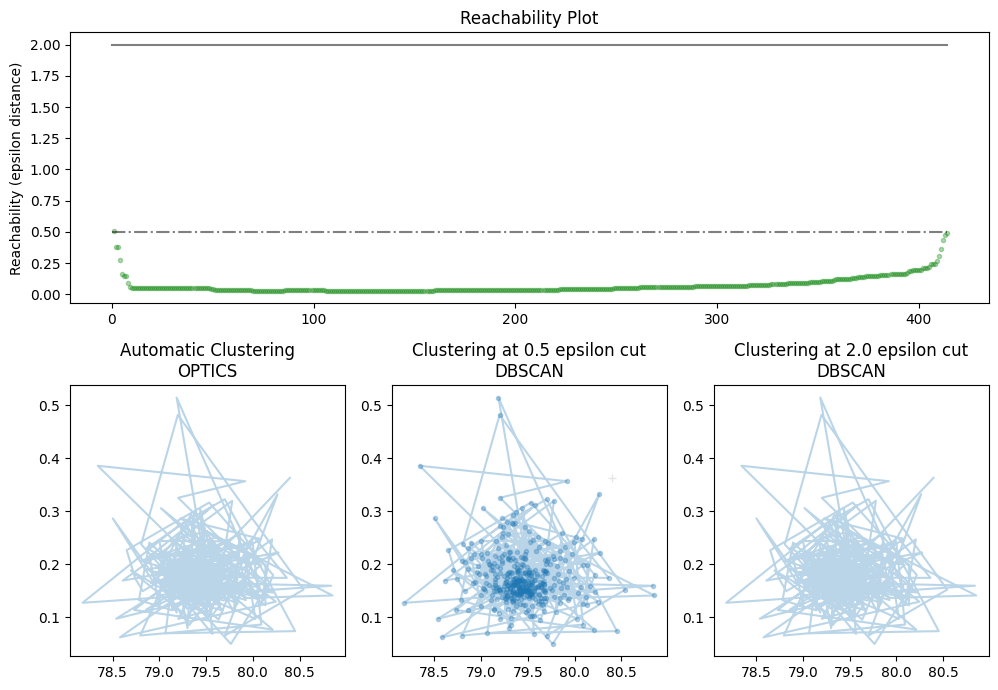 Reachability Plot
Reachability (epsilon distance)
2.00
1.75
1.50
1.25
1.00
0.75
0.50
0.25
0.00
0 100 200 300 400
Automatic Clustering
OPTICS
0.5
0.4
0.3
0.2
0.1
78.5 79.0 79.5 80.0 80.5
Clustering at 0.5 epsilon cut
DBSCAN
0.5
0.4
0.3
0.2
0.1
78.5 79.0 79.5 80.0 80.5
Clustering at 2.0 epsilon cut
DBSCAN
0.5
0.4
0.3
0.2
0.1
78.5 79.0 79.5 80.0 80.5